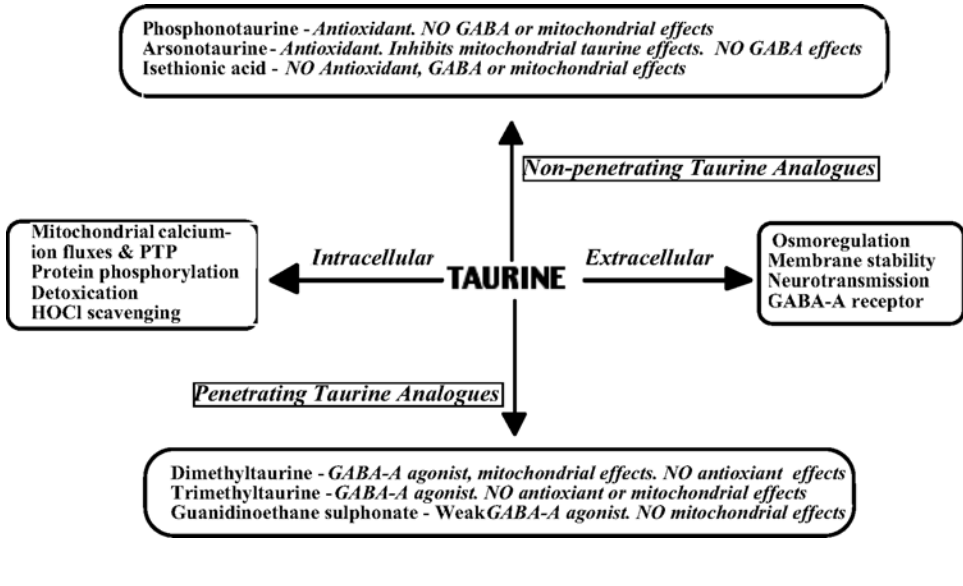 Phosphonotaurine - Antioxidant. NO GABA or mitochondrial effects
Arsonotaurine - Antioxidant. Inhibits mitochondrial taurine effects. NO GABA effects
Isethionic acid - NO Antioxidant, GABA or mitochondrial effects
Non-penetrating Taurine Analogues
Mitochondrial calcium-
ion fluxes & PTP
Protein phosphorylation
Detoxication
HOCl scavenging
Intracellular
TAURINE
Extracellular
Osmoregulation
Membrane stability
Neurotransmission
GABA-A receptor
Penetrating Taurine Analogues
Dimethyltaurine - GABA-A agonist, mitochondrial effects. NO antioxiant effects
Trimethyltaurine - GABA-A agonist. NO antioxiant or mitochondrial effects
Guanidinoethane sulphonate - Weak GABA-A agonist. NO mitochondrial effects